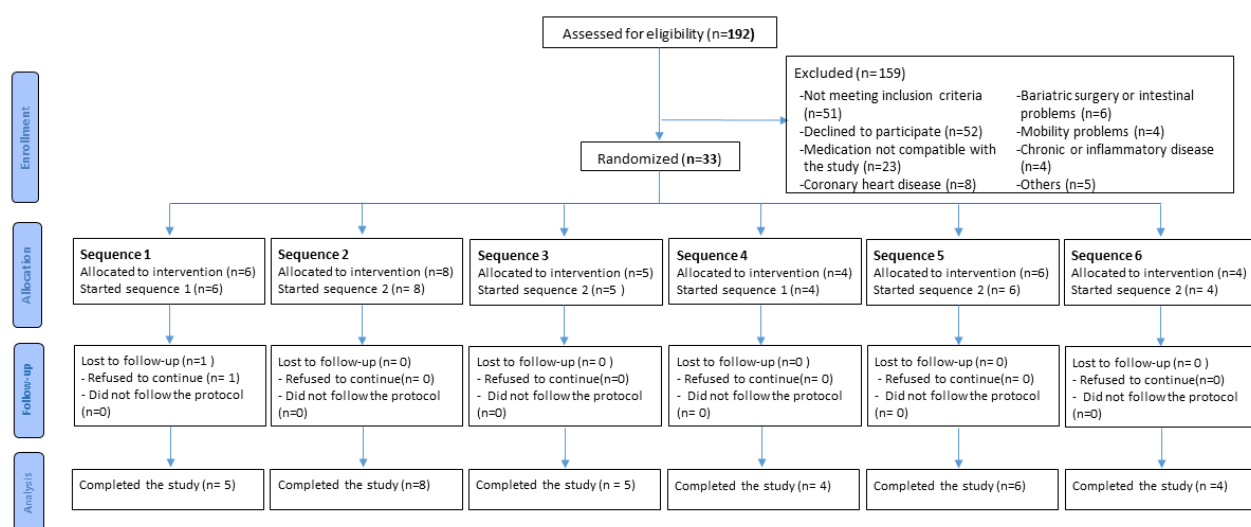 Assessed for eligibility (n=192)
Enrollment
Excluded (n=159)
-Not meeting inclusion criteria
(n=51)
-Declined to participate (n=52)
-Medication not compatible with
the study (n=23)
-Coronary heart disease (n=8)
-Bariatric surgery or intestinal
problems (n=6)
-Mobility problems (n=4)
-Chronic or inflammatory disease
(n=4)
-Others (n=5)
Randomized (n=33)
Allocation
Sequence 1
Allocated to intervention (n=6)
Started sequence 1 (n=6)
Sequence 2
Allocated to intervention (n=8)
Started sequence 2 (n= 8)
Sequence 3
Allocated to intervention (n=5)
Started sequence 2 (n=5 )
Sequence 4
Allocated to intervention (n=4)
Started sequence 1 (n=4)
Sequence 5
Allocated to intervention (n=6)
Started sequence 2 (n= 6)
Sequence 6
Allocated to intervention (n=4)
Started sequence 2 (n= 4)
Follow-up
Lost to follow-up (n=1 )
- Refused to continue (n= 1)
- Did not follow the protocol
(n=0)
Lost to follow-up (n= 0)
- Refused to continue(n= 0)
- Did not follow the protocol
(n=0)
Lost to follow-up (n= 0 )
- Refused to continue(n=0)
- Did not follow the protocol
(n=0)
Lost to follow-up (n=0 )
- Refused to continue(n= 0)
- Did not follow the protocol
(n= 0)
Lost to follow-up (n= 0)
- Refused to continue(n= 0)
- Did not follow the protocol
(n= 0)
Lost to follow-up (n= 0 )
- Refused to continue(n=0)
- Did not follow the protocol
(n=0)
Analysis
Completed the study (n= 5)
Completed the study (n=8)
Completed the study (n = 5)
Completed the study (n= 4)
Completed the study (n=6)
Completed the study (n =4)